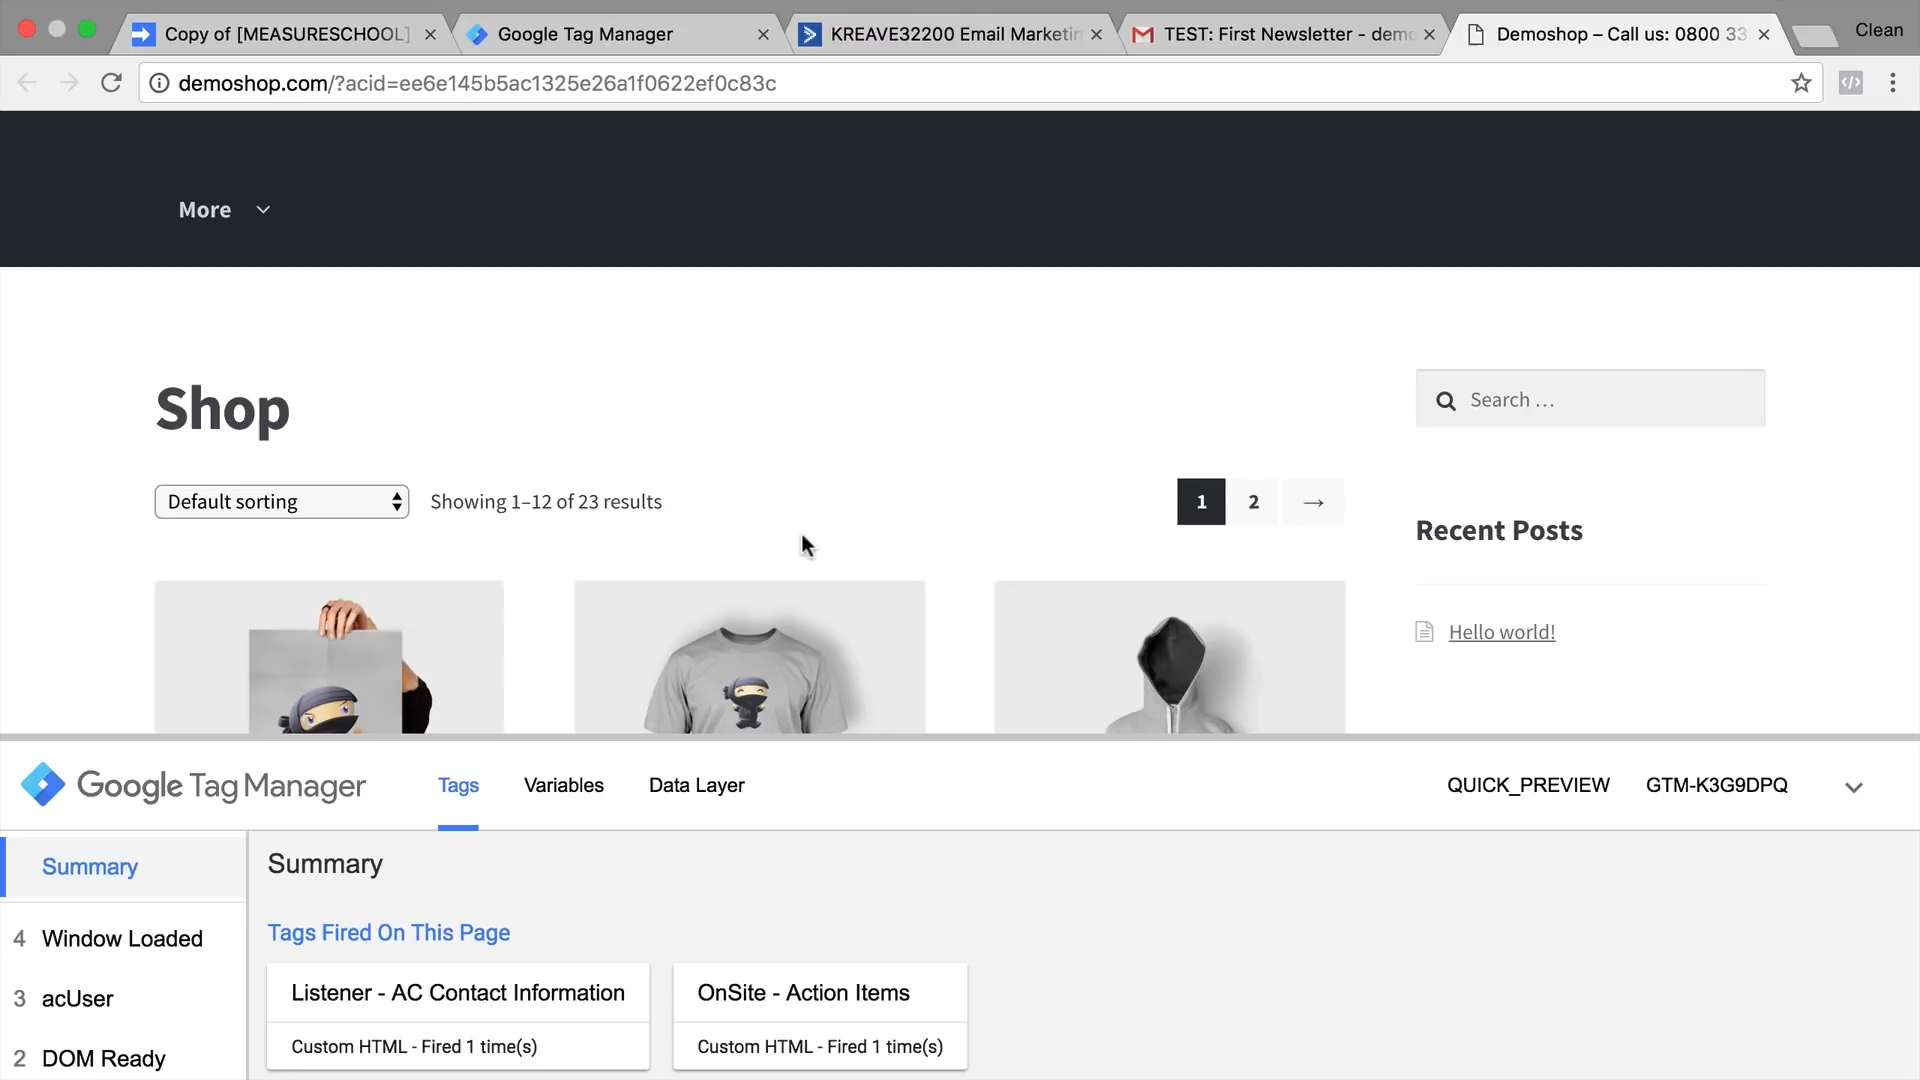 Copy of [MEASURESCHOOL]
Google Tag Manager
KREAVE32200 Email Marketin
TEST: First Newsletter - demo
Demoshop – Call us: 0800 33
Clean
demoshop.com/?acid=ee6e145b5ac1325e26a1f0622ef0c83c
More
Shop
Search …
Default sorting
Showing 1–12 of 23 results
1 2 →
Recent Posts
Hello world!
Google Tag Manager
Tags
Variables
Data Layer
QUICK_PREVIEW
GTM-K3G9DPQ
Summary
4 Window Loaded
3 acUser
2 DOM Ready
Summary
Tags Fired On This Page
Listener - AC Contact Information
Custom HTML - Fired 1 time(s)
OnSite - Action Items
Custom HTML - Fired 1 time(s)